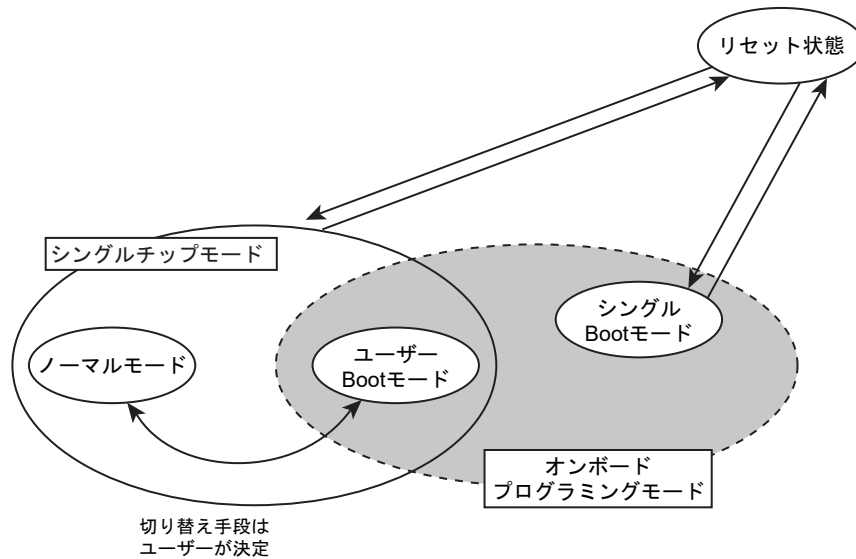 リセット状態
シングルチップモード
シングル
Bootモード
ノーマルモード
ユーザー
Bootモード
オンボード
プログラミングモード
切り替え手段は
ユーザーが決定